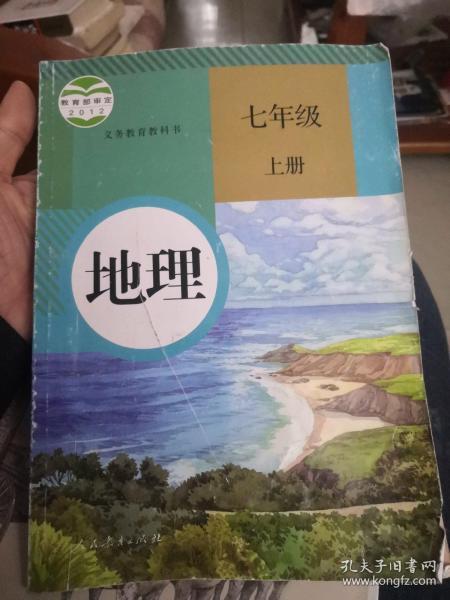 教育部审定
2012
义务教育教科书
七年级
上册
地理
人民教育出版社
孔夫子旧书网
www.kongfz.com